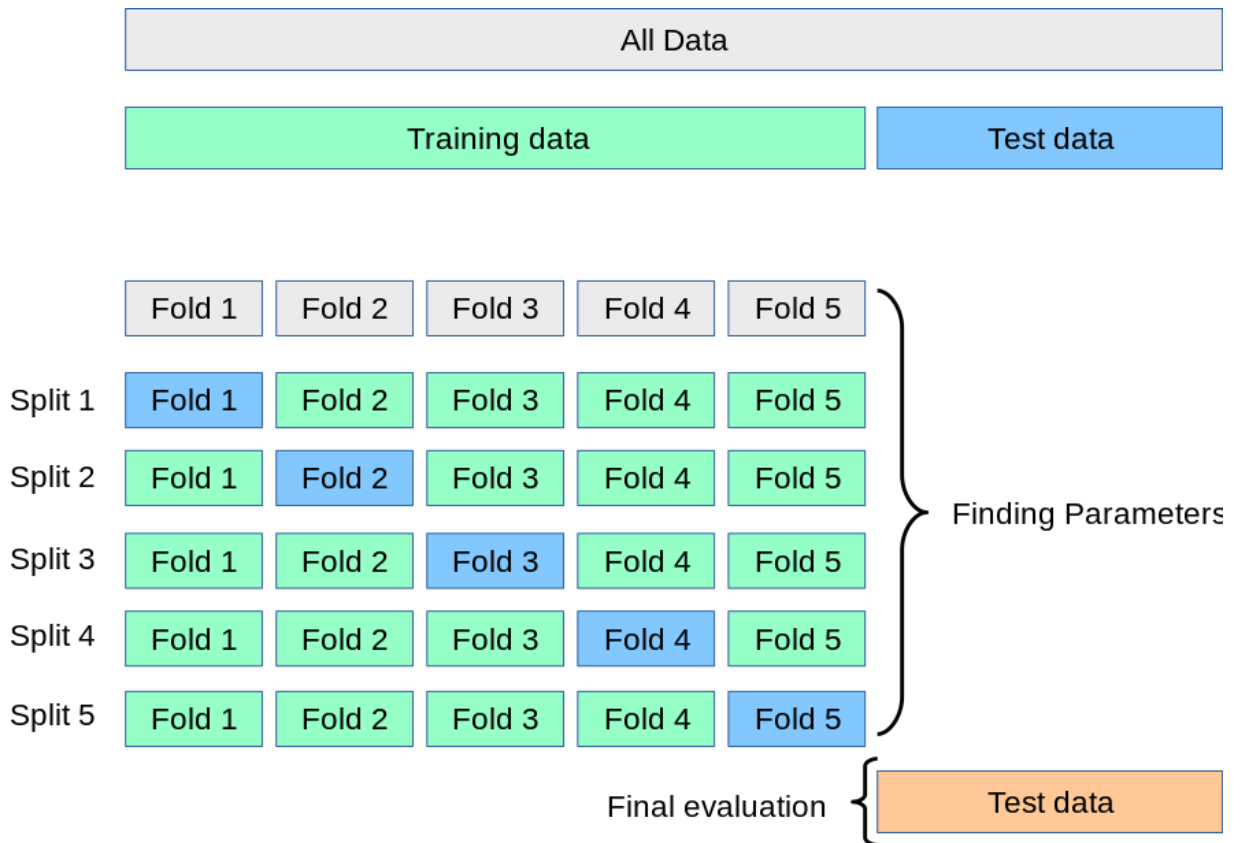 All Data
Training data Test data
Fold 1 Fold 2 Fold 3 Fold 4 Fold 5
Split 1 Fold 1 Fold 2 Fold 3 Fold 4 Fold 5
Split 2 Fold 1 Fold 2 Fold 3 Fold 4 Fold 5
Finding Parameters
Split 3 Fold 1 Fold 2 Fold 3 Fold 4 Fold 5
Split 4 Fold 1 Fold 2 Fold 3 Fold 4 Fold 5
Split 5 Fold 1 Fold 2 Fold 3 Fold 4 Fold 5
Final evaluation Test data